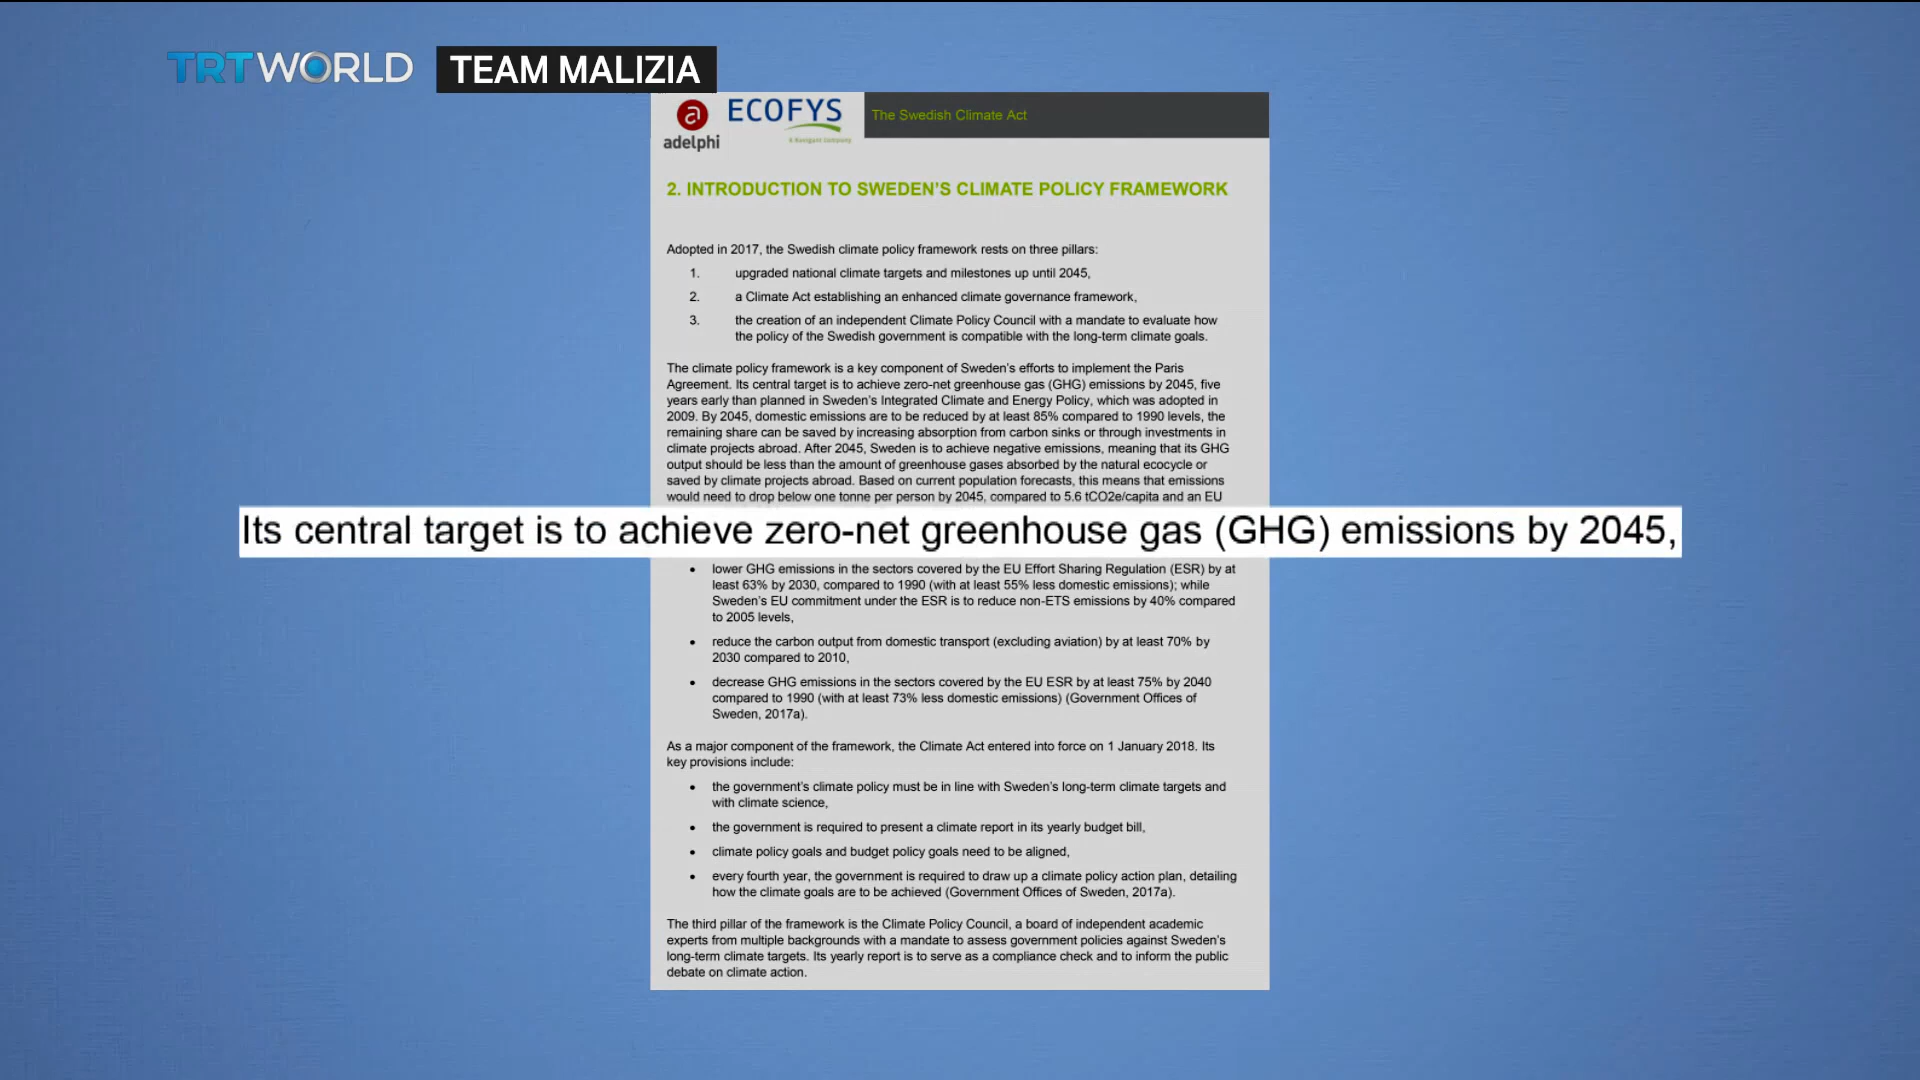 TRT WORLD
TEAM MALIZIA
adelphi
ECOFYS
A Navigant Company
The Swedish Climate Act
2. INTRODUCTION TO SWEDEN'S CLIMATE POLICY FRAMEWORK
Adopted in 2017, the Swedish climate policy framework rests on three pillars:
1. upgraded national climate targets and milestones up until 2045,
2. a Climate Act establishing an enhanced climate governance framework,
3. the creation of an independent Climate Policy Council with a mandate to evaluate how
the policy of the Swedish government is compatible with the long-term climate goals.
The climate policy framework is a key component of Sweden's efforts to implement the Paris
Agreement. Its central target is to achieve zero-net greenhouse gas (GHG) emissions by 2045, five
years early than planned in Sweden's Integrated Climate and Energy Policy, which was adopted in
2009. By 2045, domestic emissions are to be reduced by at least 85% compared to 1990 levels, the
remaining share can be saved by increasing absorption from carbon sinks or through investments in
climate projects abroad. After 2045, Sweden is to achieve negative emissions, meaning that its GHG
output should be less than the amount of greenhouse gases absorbed by the natural ecocycle or
saved by climate projects abroad. Based on current population forecasts, this means that emissions
would need to drop below one tonne per person by 2045, compared to 5.6 tCO2e/capita and an EU
Its central target is to achieve zero-net greenhouse gas (GHG) emissions by 2045,
• lower GHG emissions in the sectors covered by the EU Effort Sharing Regulation (ESR) by at
least 63% by 2030, compared to 1990 (with at least 55% less domestic emissions); while
Sweden's EU commitment under the ESR is to reduce non-ETS emissions by 40% compared
to 2005 levels,
• reduce the carbon output from domestic transport (excluding aviation) by at least 70% by
2030 compared to 2010,
• decrease GHG emissions in the sectors covered by the EU ESR by at least 75% by 2040
compared to 1990 (with at least 73% less domestic emissions) (Government Offices of
Sweden, 2017a).
As a major component of the framework, the Climate Act entered into force on 1 January 2018. Its
key provisions include:
• the government's climate policy must be in line with Sweden's long-term climate targets and
with climate science,
• the government is required to present a climate report in its yearly budget bill,
• climate policy goals and budget policy goals need to be aligned,
• every fourth year, the government is required to draw up a climate policy action plan, detailing
how the climate goals are to be achieved (Government Offices of Sweden, 2017a).
The third pillar of the framework is the Climate Policy Council, a board of independent academic
experts from multiple backgrounds with a mandate to assess government policies against Sweden's
long-term climate targets. Its yearly report is to serve as a compliance check and to inform the public
debate on climate action.